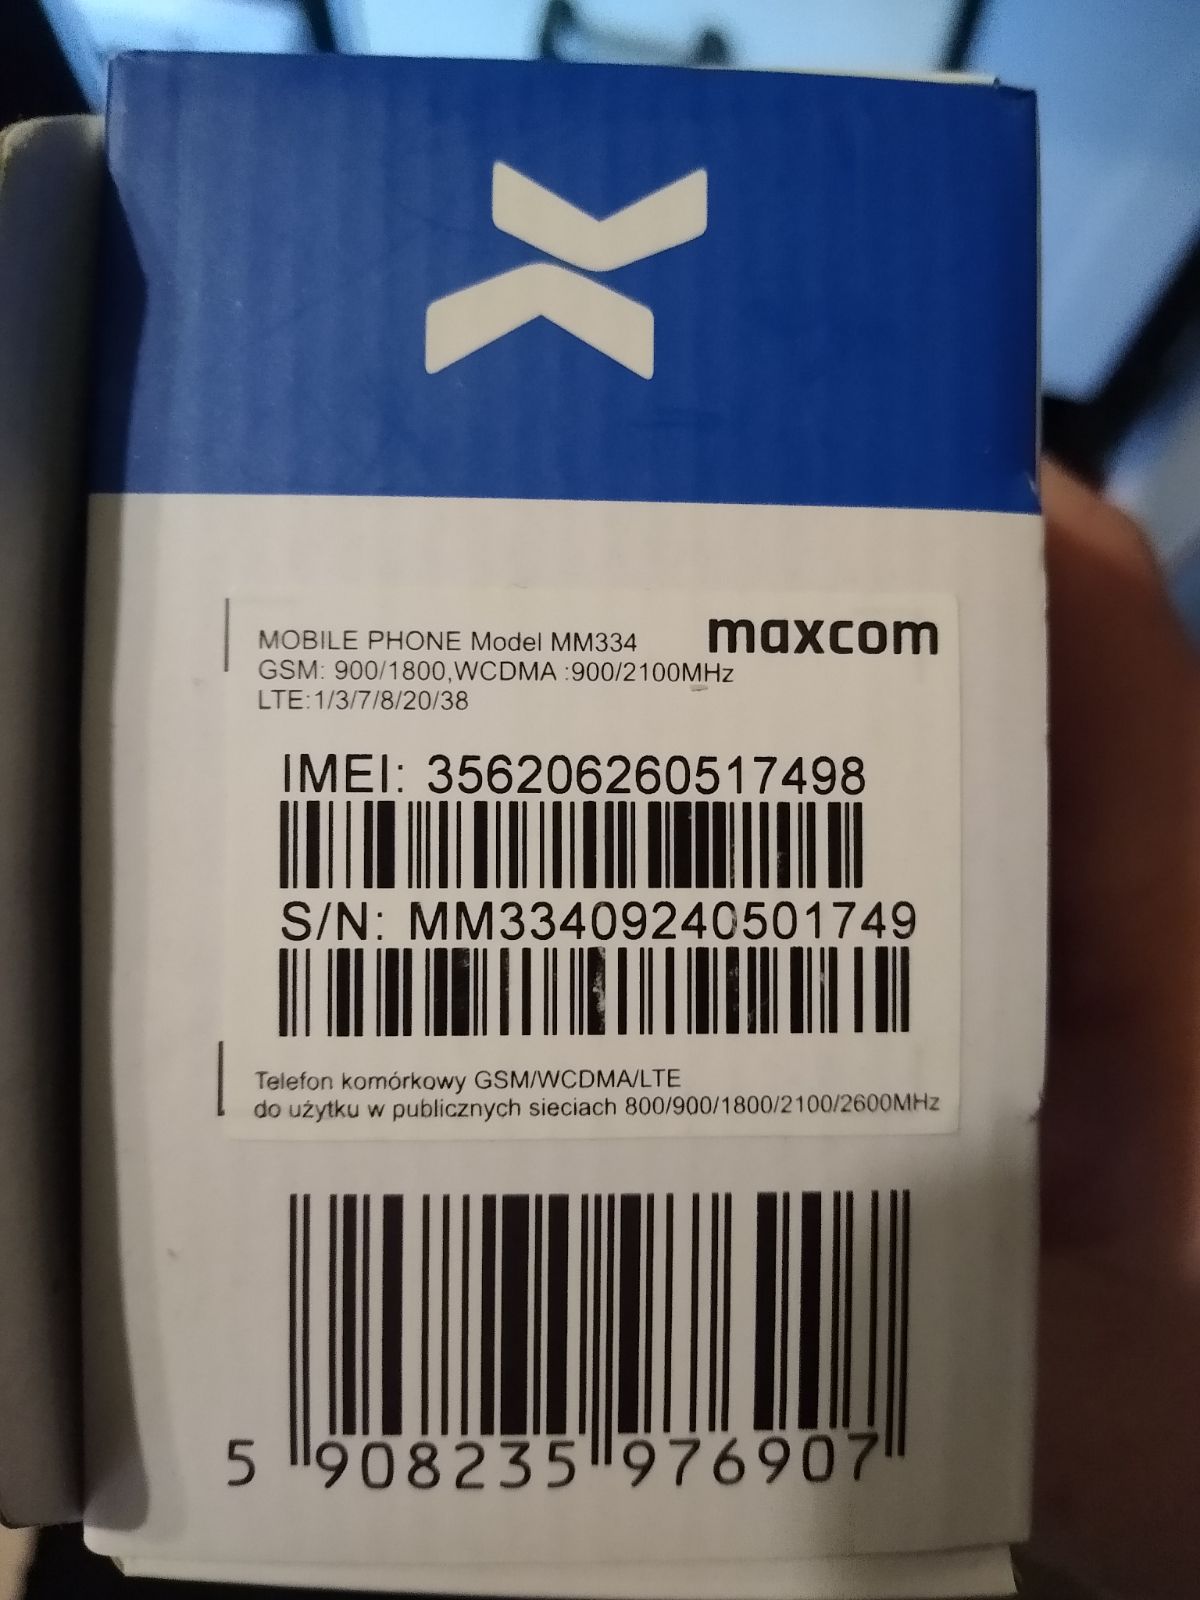 maxcom
MOBILE PHONE Model MM334
GSM: 900/1800,WCDMA :900/2100MHz
LTE:1/3/7/8/20/38
IMEI: 356206260517498
S/N: MM33409240501749
Telefon komórkowy GSM/WCDMA/LTE
do użytku w publicznych sieciach 800/900/1800/2100/2600MHz
5 908235 976907